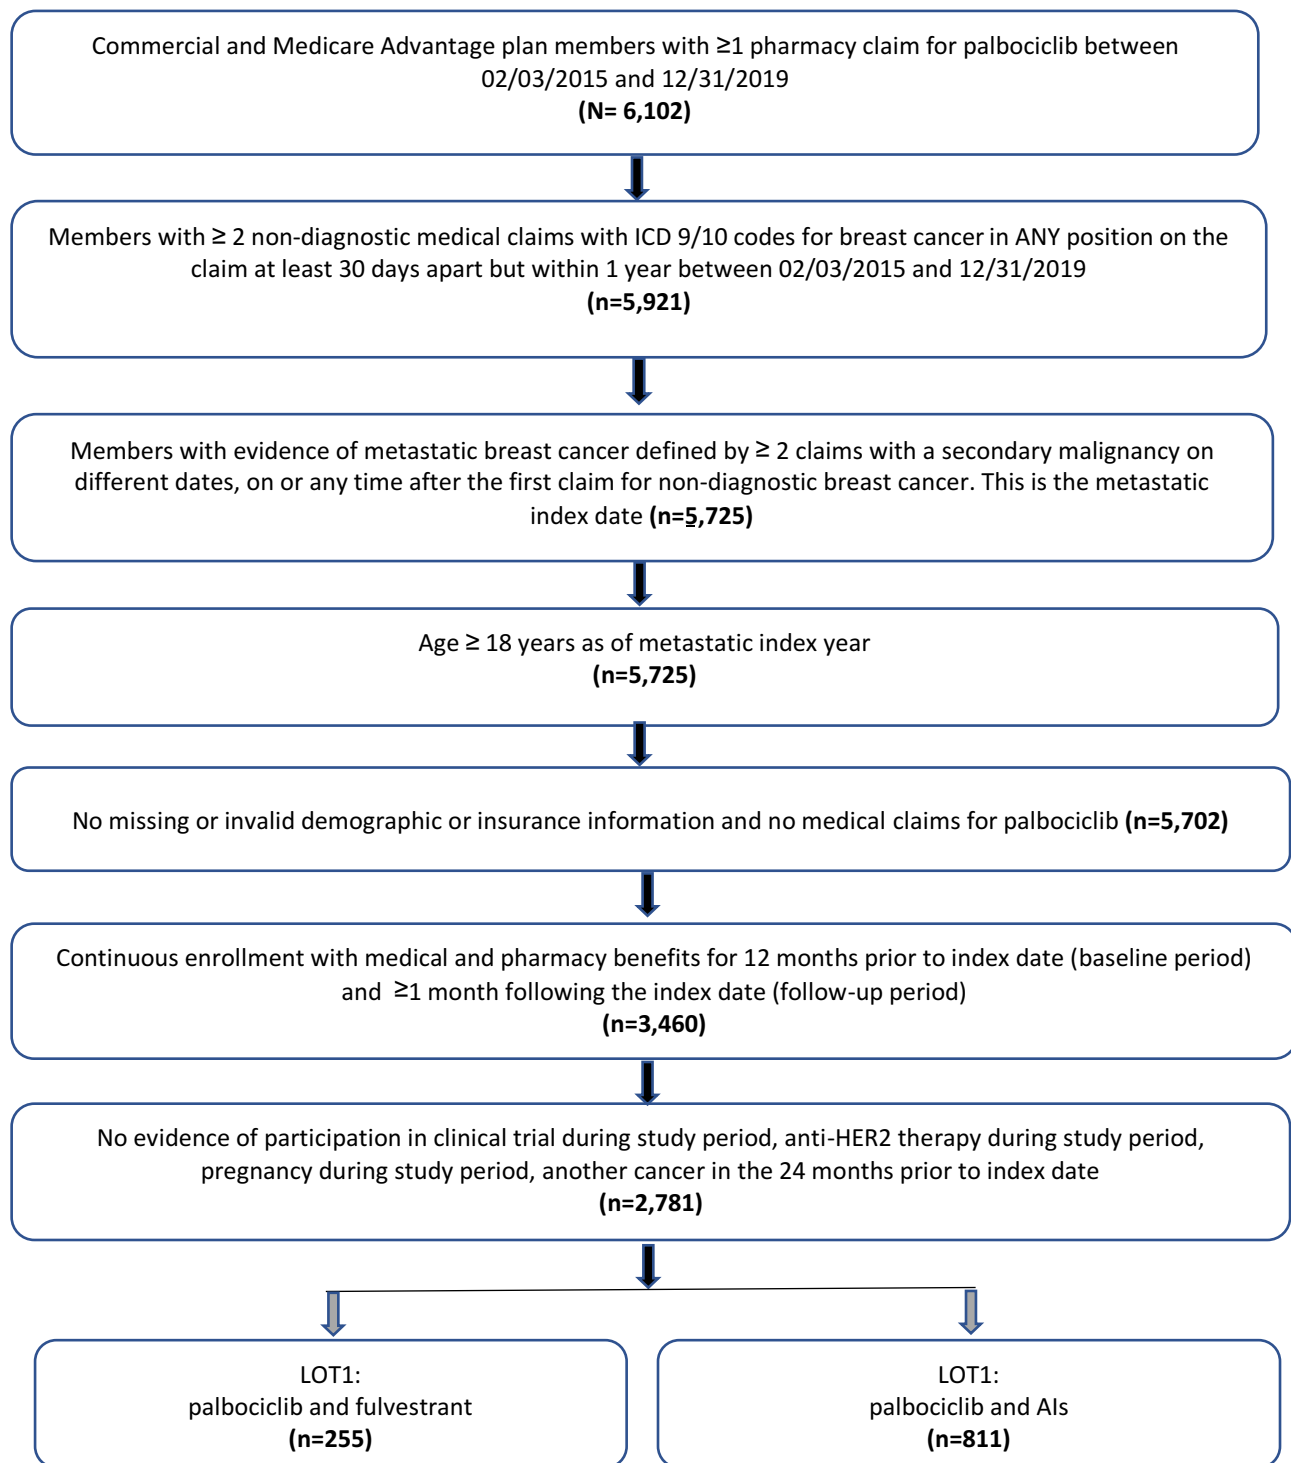 Commercial and Medicare Advantage plan members with ≥1 pharmacy claim for palbociclib between
02/03/2015 and 12/31/2019
(N= 6,102)
Members with ≥ 2 non-diagnostic medical claims with ICD 9/10 codes for breast cancer in ANY position on the
claim at least 30 days apart but within 1 year between 02/03/2015 and 12/31/2019
(n=5,921)
Members with evidence of metastatic breast cancer defined by ≥ 2 claims with a secondary malignancy on
different dates, on or any time after the first claim for non-diagnostic breast cancer. This is the metastatic
index date (n=5,725)
Age ≥ 18 years as of metastatic index year
(n=5,725)
No missing or invalid demographic or insurance information and no medical claims for palbociclib (n=5,702)
Continuous enrollment with medical and pharmacy benefits for 12 months prior to index date (baseline period)
and ≥1 month following the index date (follow-up period)
(n=3,460)
No evidence of participation in clinical trial during study period, anti-HER2 therapy during study period,
pregnancy during study period, another cancer in the 24 months prior to index date
(n=2,781)
LOT1:
palbociclib and fulvestrant
(n=255)
LOT1:
palbociclib and AIs
(n=811)